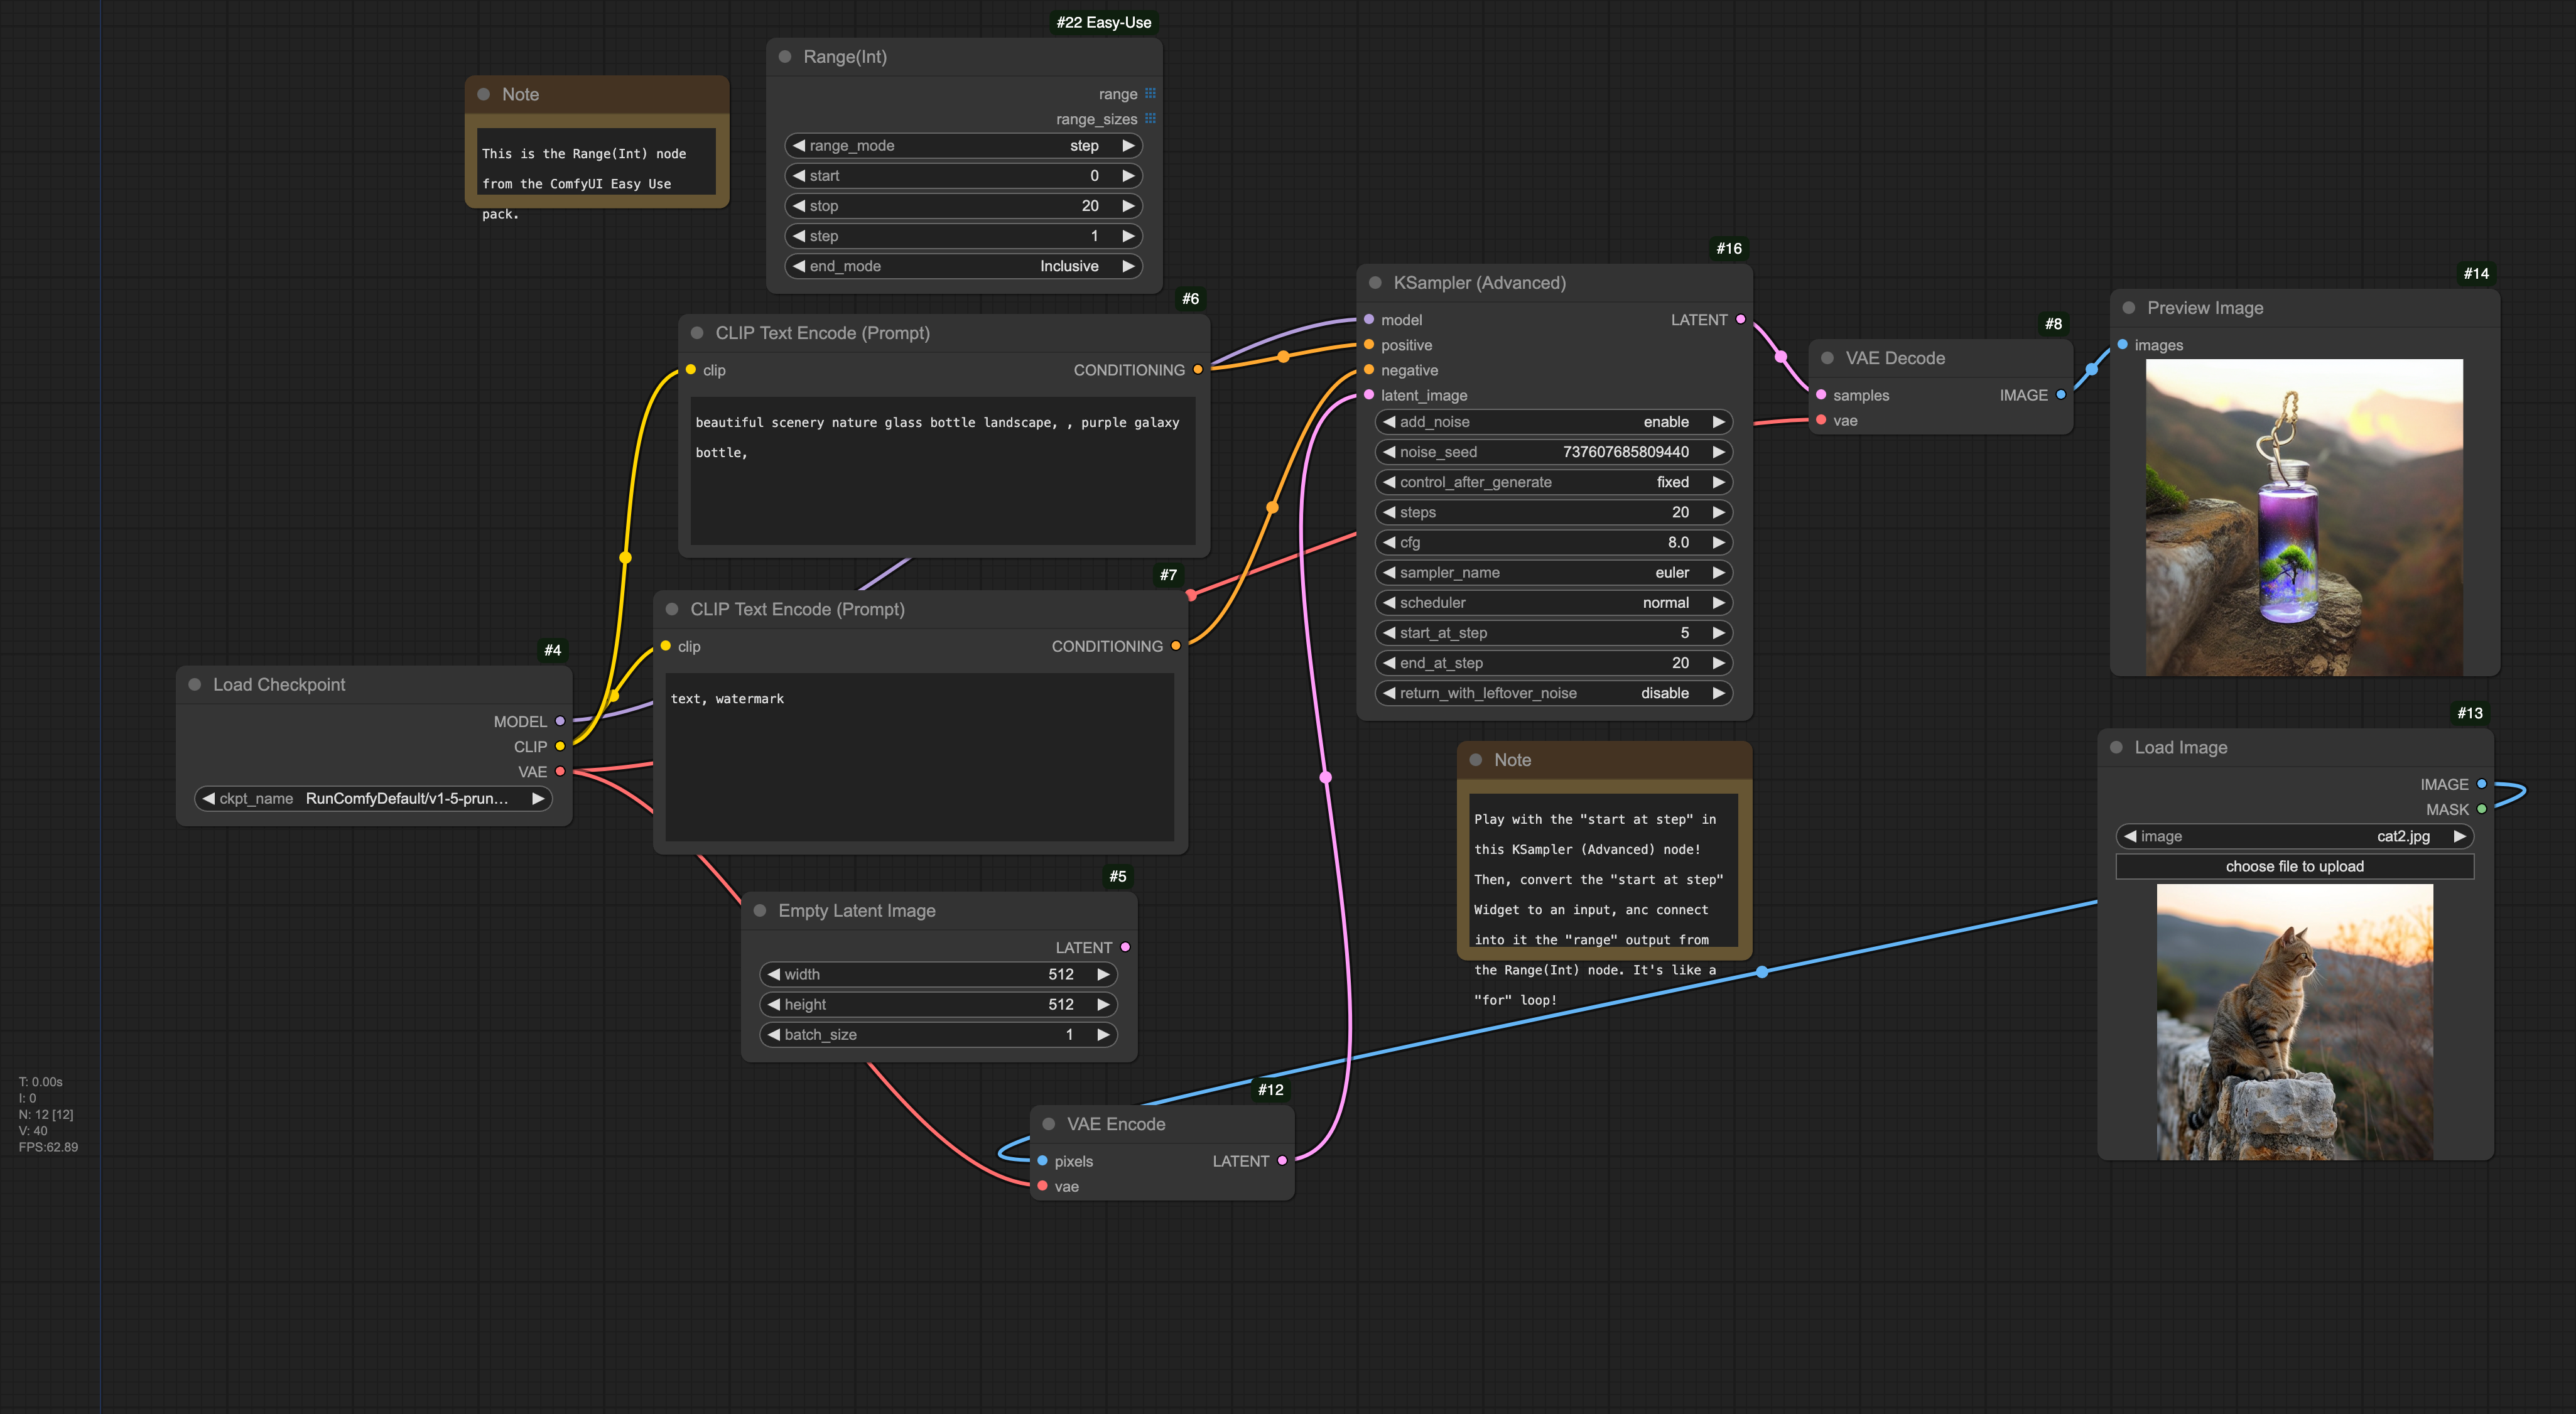 #22 Easy-Use
Range(Int)
range
range_sizes
range_mode step
start 0
stop 20
step 1
end_mode Inclusive
Note
This is the Range(Int) node
from the ComfyUI Easy Use
pack.
#6
CLIP Text Encode (Prompt)
clip CONDITIONING
beautiful scenery nature glass bottle landscape, , purple galaxy
bottle,
#7
CLIP Text Encode (Prompt)
clip CONDITIONING
text, watermark
#4
Load Checkpoint
MODEL
CLIP
VAE
ckpt_name RunComfyDefault/v1-5-prun...
#5
Empty Latent Image
LATENT
width 512
height 512
batch_size 1
#12
VAE Encode
pixels LATENT
vae
#16
KSampler (Advanced)
model LATENT
positive
negative
latent_image
add_noise enable
noise_seed 737607685809440
control_after_generate fixed
steps 20
cfg 8.0
sampler_name euler
scheduler normal
start_at_step 5
end_at_step 20
return_with_leftover_noise disable
Note
Play with the "start at step" in
this KSampler (Advanced) node!
Then, convert the "start at step"
Widget to an input, anc connect
into it the "range" output from
the Range(Int) node. It's like a
"for" loop!
#8
VAE Decode
samples IMAGE
vae
#14
Preview Image
images
#13
Load Image
IMAGE
MASK
image cat2.jpg
choose file to upload
T: 0.00s
I: 0
N: 12 [12]
V: 40
FPS:62.89